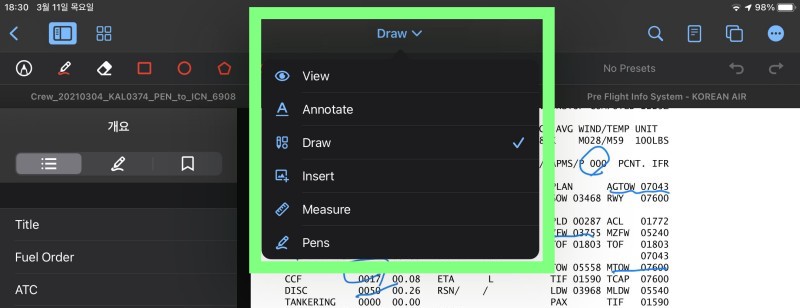 18:30 3월 11일 목요일
98%
Draw
No Presets
Crew_20210304_KAL0374_PEN_to_ICN_6908
Pre Flight Info System - KOREAN AIR
개요
Title
Fuel Order
ATC
View
Annotate
Draw
Insert
Measure
Pens
AVG WIND/TEMP UNIT
M028/M59 100LBS
APMS/P 000 PCNT. IFR
PLAN AGTOW 07043
OW 03468 RWY 07600
PLD 00287 ACL 01772
ZFW 03755 MZFW 05240
TOF 01803 TOF 01803
07043
TOW 05558 MTOW 07600
CCF 0017 00.08 ETA L TIF 01590 TCAP 07600
DISC 0050 00.26 RSN/ / LDW 03968 MLDW 05540
TANKERING 0000 00.00 PAX TIF 01590